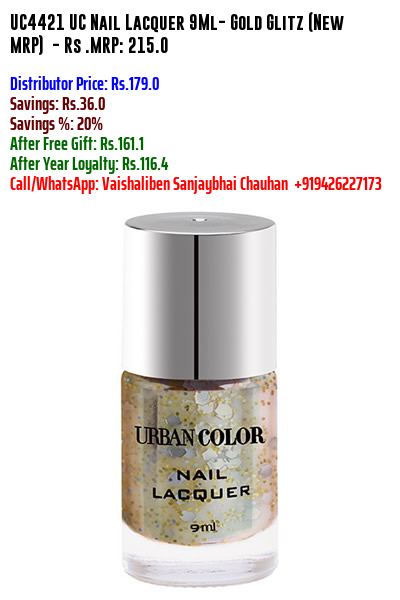 UC4421 UC Nail Lacquer 9Ml- Gold Glitz (New
MRP) - Rs .MRP: 215.0
Distributor Price: Rs.179.0
Savings: Rs.36.0
Savings %: 20%
After Free Gift: Rs.161.1
After Year Loyalty: Rs.116.4
Call/WhatsApp: Vaishaliben Sanjaybhai Chauhan +919426227173
URBAN COLOR
NAIL
LACQUER
9ml